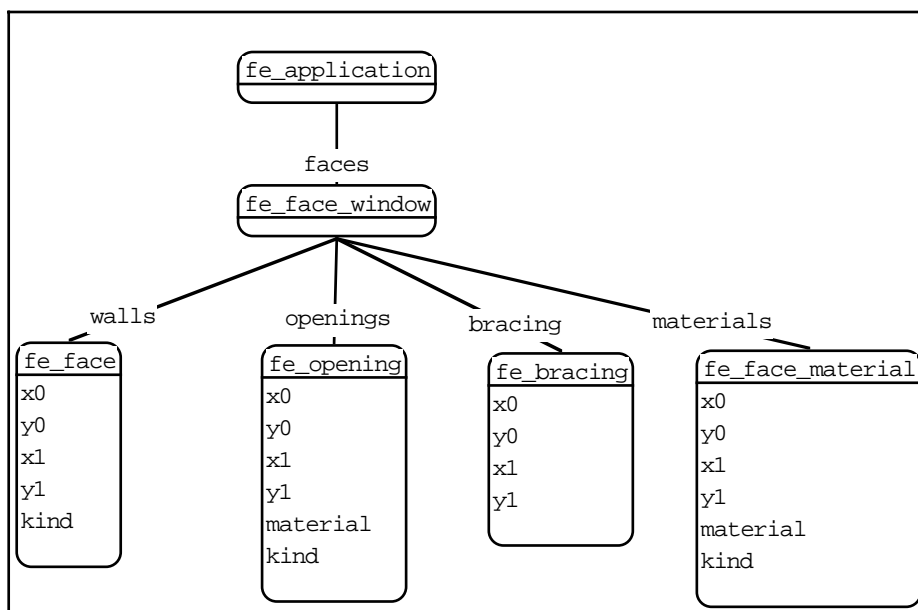 fe_application
faces
fe_face_window
walls
openings
bracing
materials
fe_face
x0
y0
x1
y1
kind
fe_opening
x0
y0
x1
y1
material
kind
fe_bracing
x0
y0
x1
y1
fe_face_material
x0
y0
x1
y1
material
kind